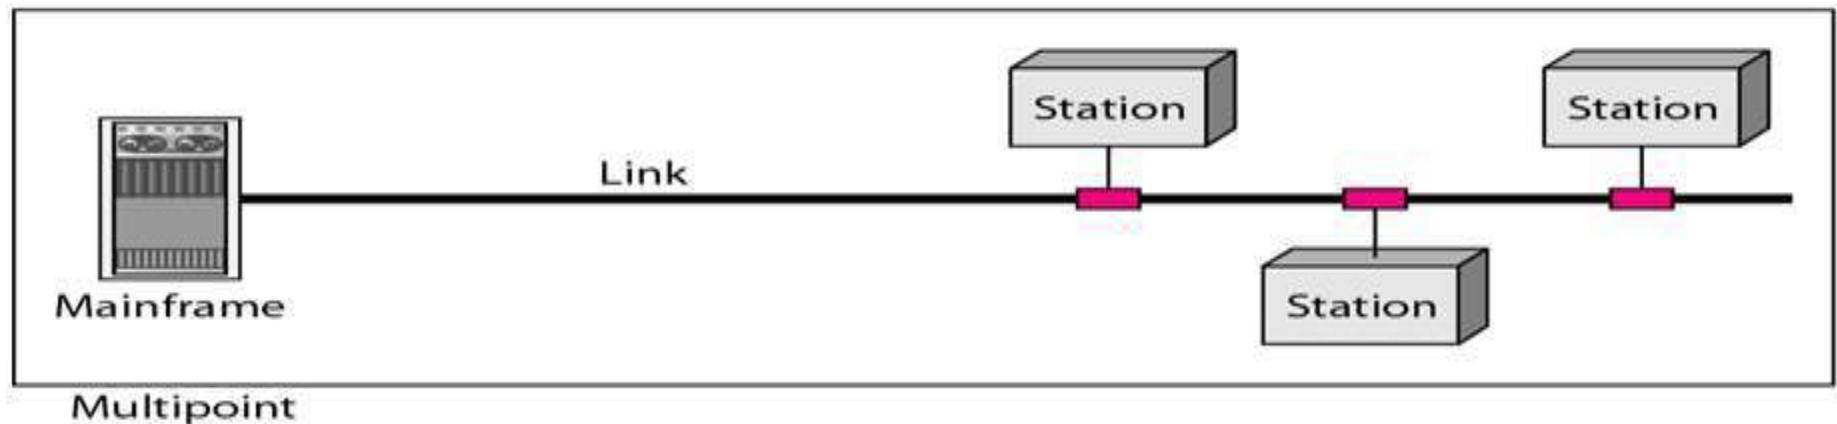 Station
Station
Link
Station
Mainframe
Multipoint